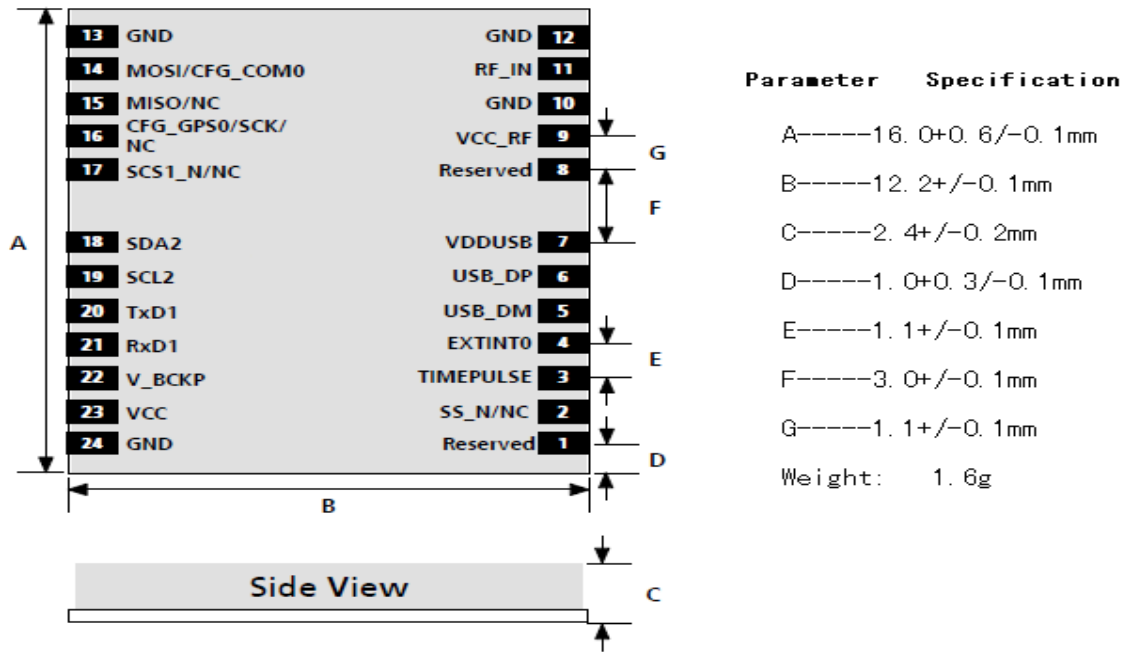 13 GND GND 12
14 MOSI/CFG_COM0 RF_IN 11
15 MISO/NC GND 10
16 CFG_GPS0/SCK/
NC VCC_RF 9
G
17 SCS1_N/NC Reserved 8
F
A
18 SDA2 VDDUSB 7
19 SCL2 USB_DP 6
20 TxD1 USB_DM 5
21 RxD1 EXTINT0 4
E
22 V_BCKP TIMEPULSE 3
23 VCC SS_N/NC 2
24 GND Reserved 1
D
B
Side View
C
Parameter Specification
A-----16.0+0.6/-0.1mm
B-----12.2+/-0.1mm
C-----2.4+/-0.2mm
D-----1.0+0.3/-0.1mm
E-----1.1+/-0.1mm
F-----3.0+/-0.1mm
G-----1.1+/-0.1mm
Weight: 1.6g